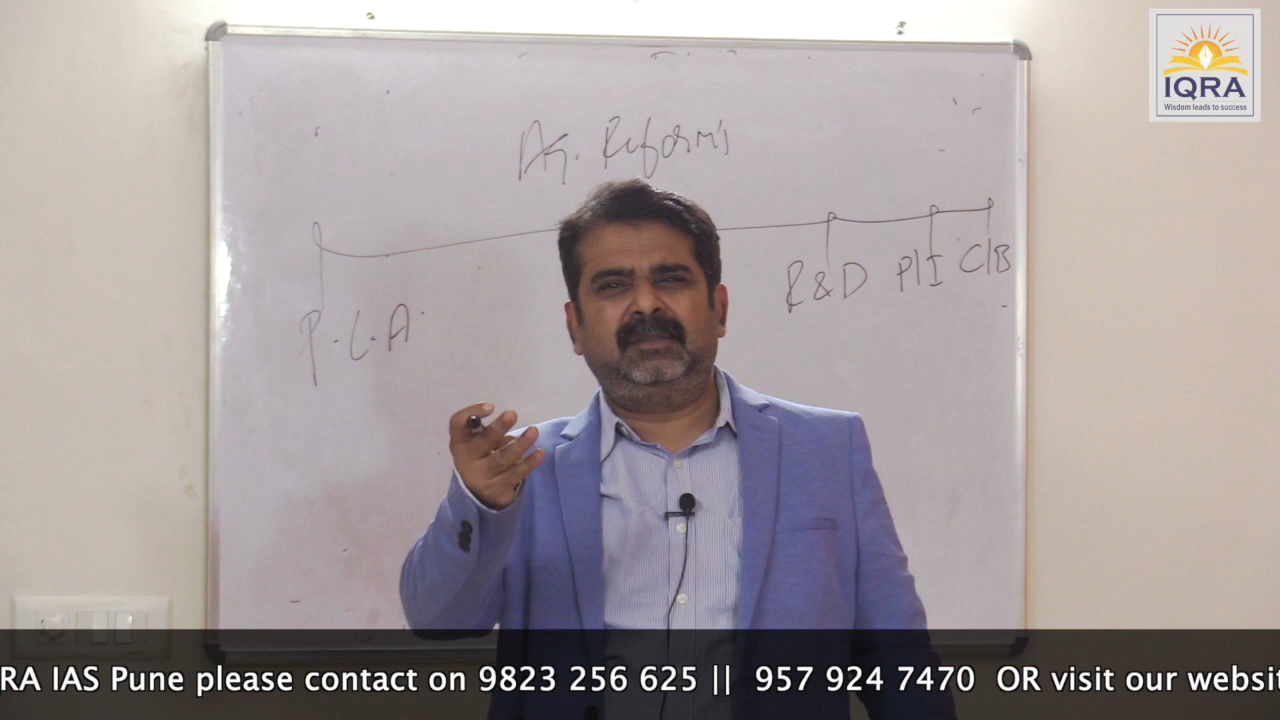 IQRA
Wisdom leads to success
Ag. Reforms
P.L.A. R&D P/I C/B
RA IAS Pune please contact on 9823 256 625 || 957 924 7470 OR visit our websit